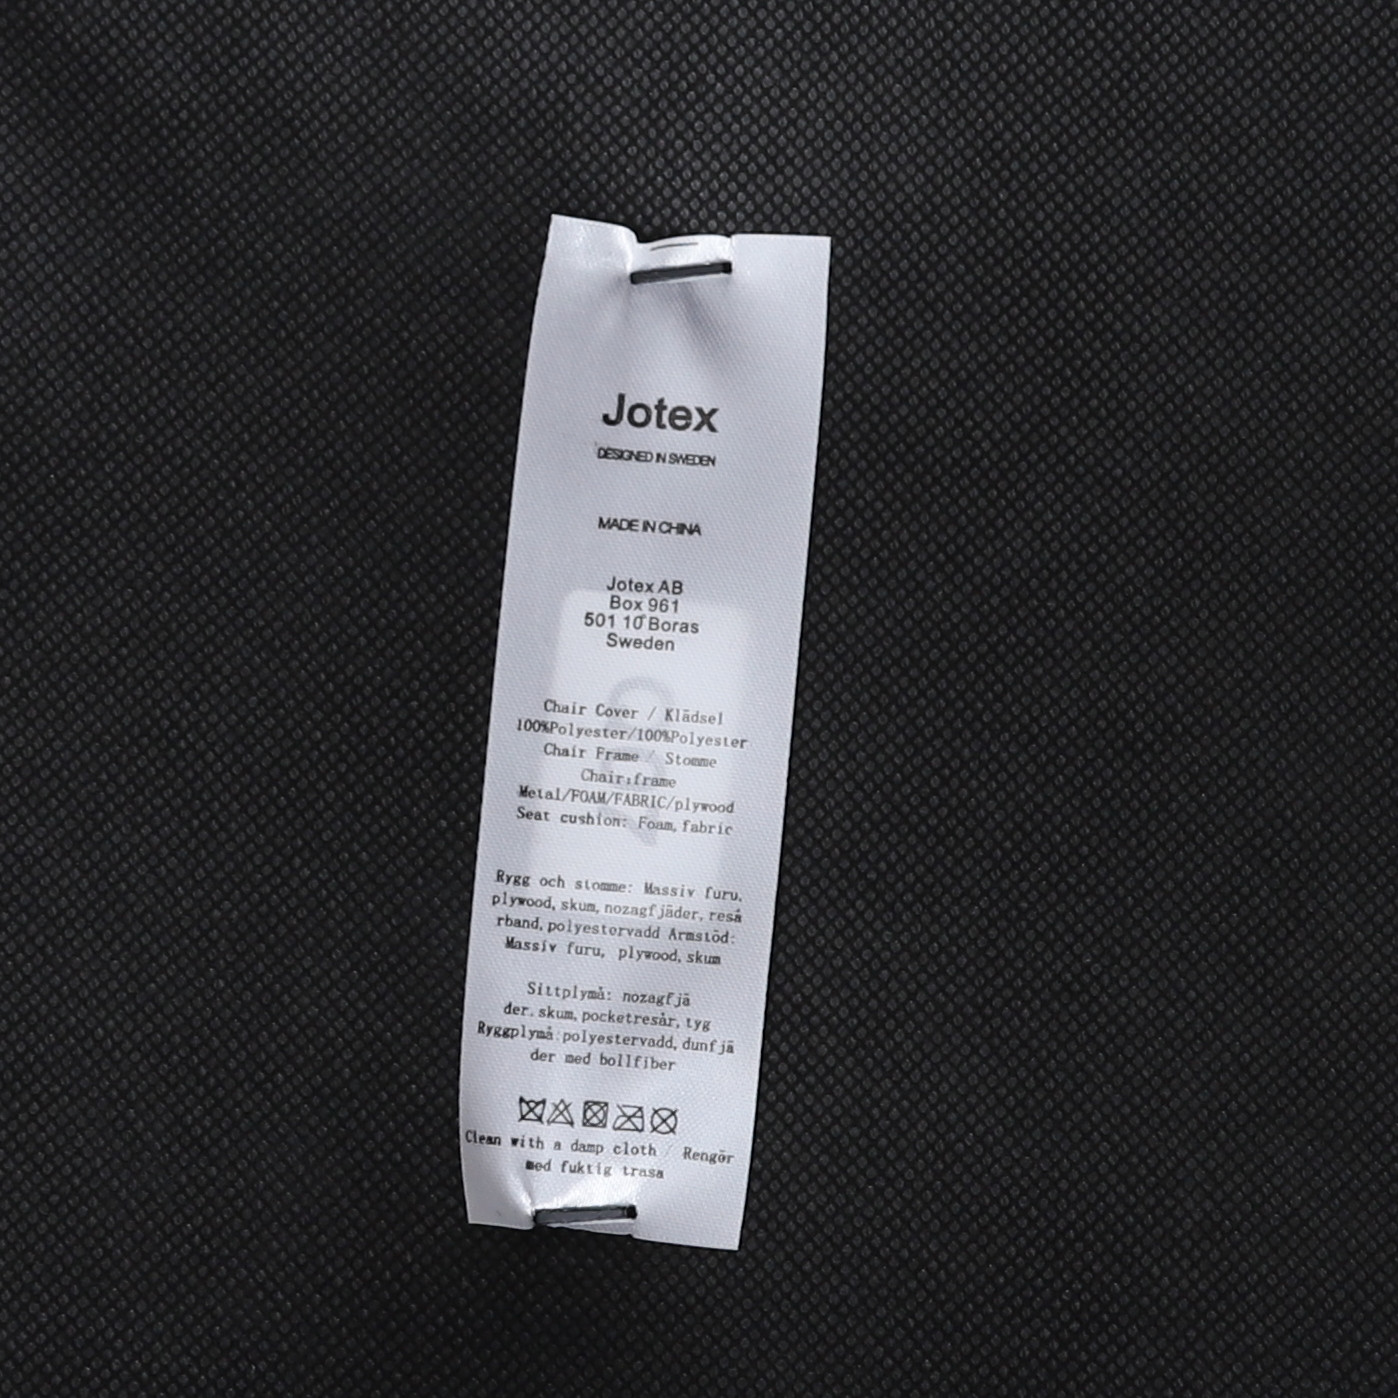 Jotex
DESIGNED IN SWEDEN
MADE IN CHINA
Jotex AB
Box 961
501 10 Boras
Sweden
Chair Cover / Klädsel
100%Polyester/100%Polyester
Chair Frame / Stomme
Chair:frame
Metal/FOAM/FABRIC/plywood
Seat cushion: Foam, fabric
Rygg och stomme: Massiv furu,
plywood, skum, nozagfjäder, reså
rband, polyestervadd Armstöd:
Massiv furu, plywood, skum
Sittplymå: nozagfjä
der, skum, pocketresår, tyg
Ryggplymå:polyestervadd, dunfjä
der med bollfiber
Clean with a damp cloth / Rengör
med fuktig trasa